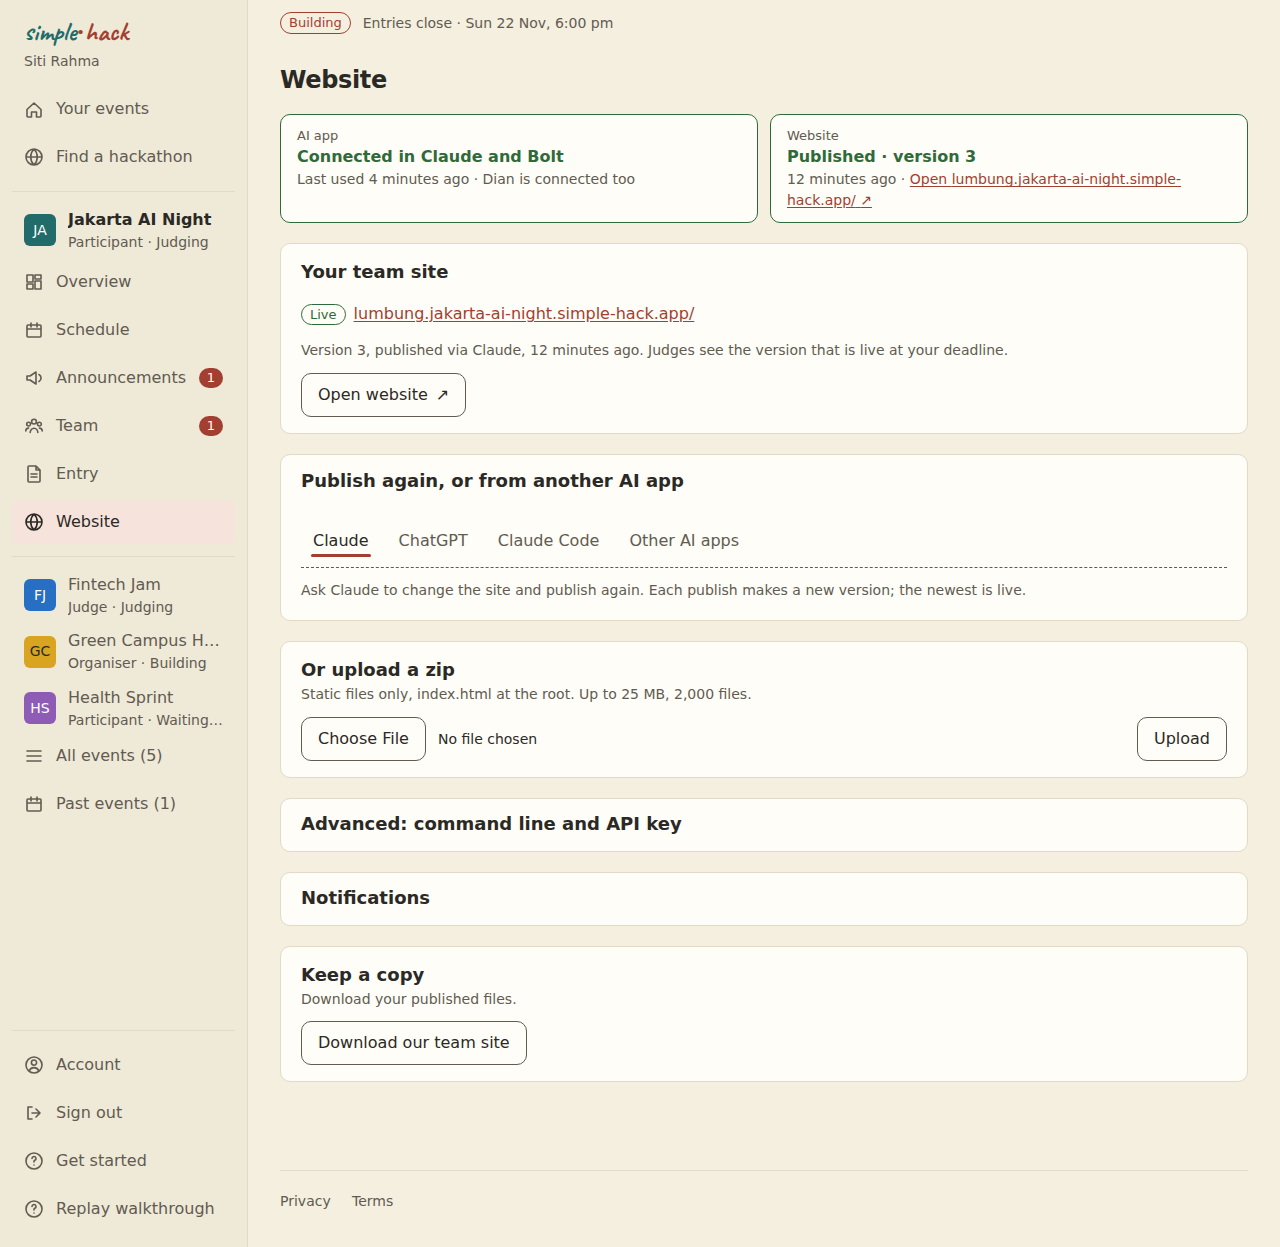 simple·hack
Siti Rahma
Your events
Find a hackathon
JA
Jakarta AI Night
Participant · Judging
Overview
Schedule
Announcements 1
Team 1
Entry
Website
FJ
Fintech Jam
Judge · Judging
GC
Green Campus H…
Organiser · Building
HS
Health Sprint
Participant · Waiting…
All events (5)
Past events (1)
Account
Sign out
Get started
Replay walkthrough
Building Entries close · Sun 22 Nov, 6:00 pm
Website
AI app
Connected in Claude and Bolt
Last used 4 minutes ago · Dian is connected too
Website
Published · version 3
12 minutes ago · Open lumbung.jakarta-ai-night.simple-
hack.app/ ↗
Your team site
Live lumbung.jakarta-ai-night.simple-hack.app/
Version 3, published via Claude, 12 minutes ago. Judges see the version that is live at your deadline.
Open website ↗
Publish again, or from another AI app
Claude ChatGPT Claude Code Other AI apps
Ask Claude to change the site and publish again. Each publish makes a new version; the newest is live.
Or upload a zip
Static files only, index.html at the root. Up to 25 MB, 2,000 files.
Choose File No file chosen Upload
Advanced: command line and API key
Notifications
Keep a copy
Download your published files.
Download our team site
Privacy Terms